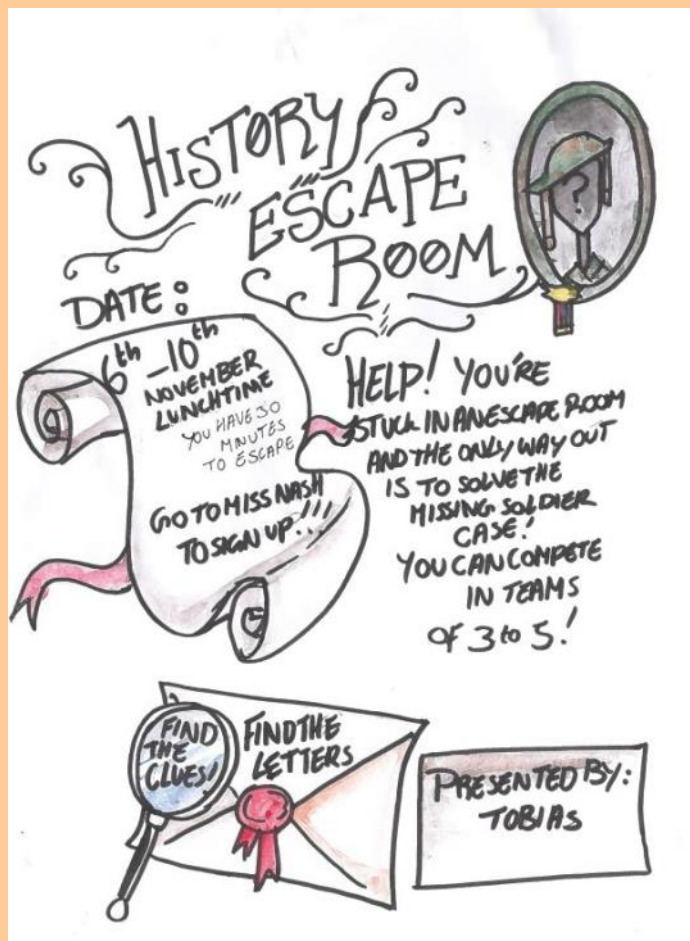 HISTORY
ESCAPE
ROOM
DATE:
6th-10th
NOVEMBER
LUNCHTIME
YOU HAVE 30
MINUTES
TO ESCAPE
GO TO MISS NASH
TO SIGN UP...!!!
HELP! YOU'RE
STUCK IN AN ESCAPE ROOM
AND THE ONLY WAY OUT
IS TO SOLVE THE
MISSING SOLDIER
CASE!
YOU CAN COMPETE
IN TEAMS
OF 3 to 5!
?
FIND
THE
CLUES!
FIND THE
LETTERS
PRESENTED BY:
TOBIAS